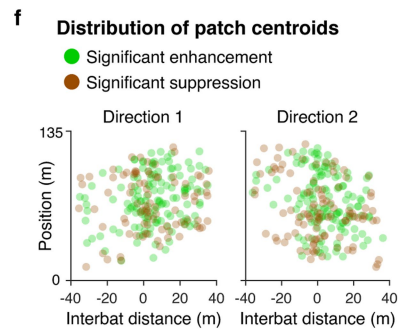 f
Distribution of patch centroids
Significant enhancement
Significant suppression
Direction 1
Direction 2
135
Position (m)
0
-40 -20 0 20 40
-40 -20 0 20 40
Interbat distance (m)
Interbat distance (m)